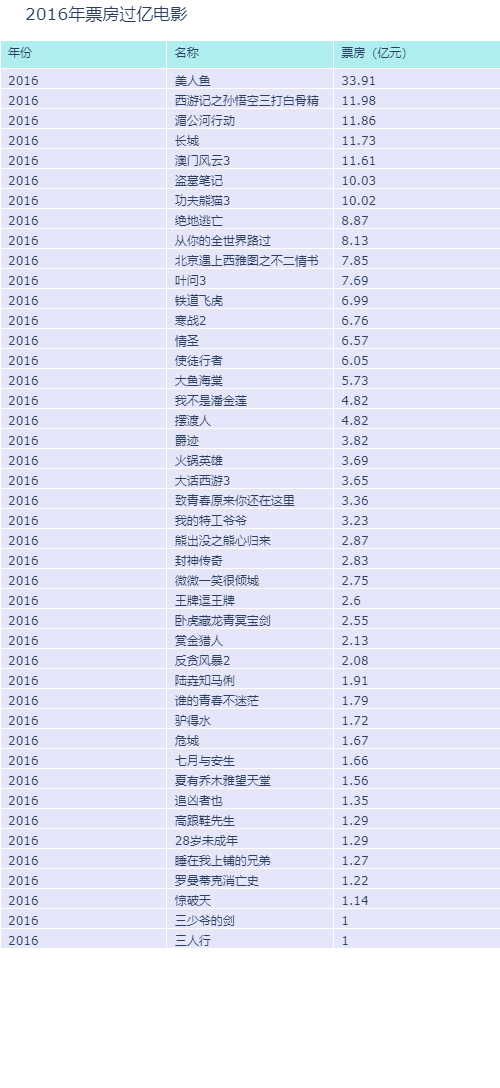 2016年票房过亿电影
年份 名称 票房（亿元）
2016 美人鱼 33.91
2016 西游记之孙悟空三打白骨精 11.98
2016 湄公河行动 11.86
2016 长城 11.73
2016 澳门风云3 11.61
2016 盗墓笔记 10.03
2016 功夫熊猫3 10.02
2016 绝地逃亡 8.87
2016 从你的全世界路过 8.13
2016 北京遇上西雅图之不二情书 7.85
2016 叶问3 7.69
2016 铁道飞虎 6.99
2016 寒战2 6.76
2016 情圣 6.57
2016 使徒行者 6.05
2016 大鱼海棠 5.73
2016 我不是潘金莲 4.82
2016 摆渡人 4.82
2016 爵迹 3.82
2016 火锅英雄 3.69
2016 大话西游3 3.65
2016 致青春原来你还在这里 3.36
2016 我的特工爷爷 3.23
2016 熊出没之熊心归来 2.87
2016 封神传奇 2.83
2016 微微一笑很倾城 2.75
2016 王牌逗王牌 2.6
2016 卧虎藏龙青冥宝剑 2.55
2016 赏金猎人 2.13
2016 反贪风暴2 2.08
2016 陆垚知马俐 1.91
2016 谁的青春不迷茫 1.79
2016 驴得水 1.72
2016 危城 1.67
2016 七月与安生 1.66
2016 夏有乔木雅望天堂 1.56
2016 追凶者也 1.35
2016 高跟鞋先生 1.29
2016 28岁未成年 1.29
2016 睡在我上铺的兄弟 1.27
2016 罗曼蒂克消亡史 1.22
2016 惊破天 1.14
2016 三少爷的剑 1
2016 三人行 1